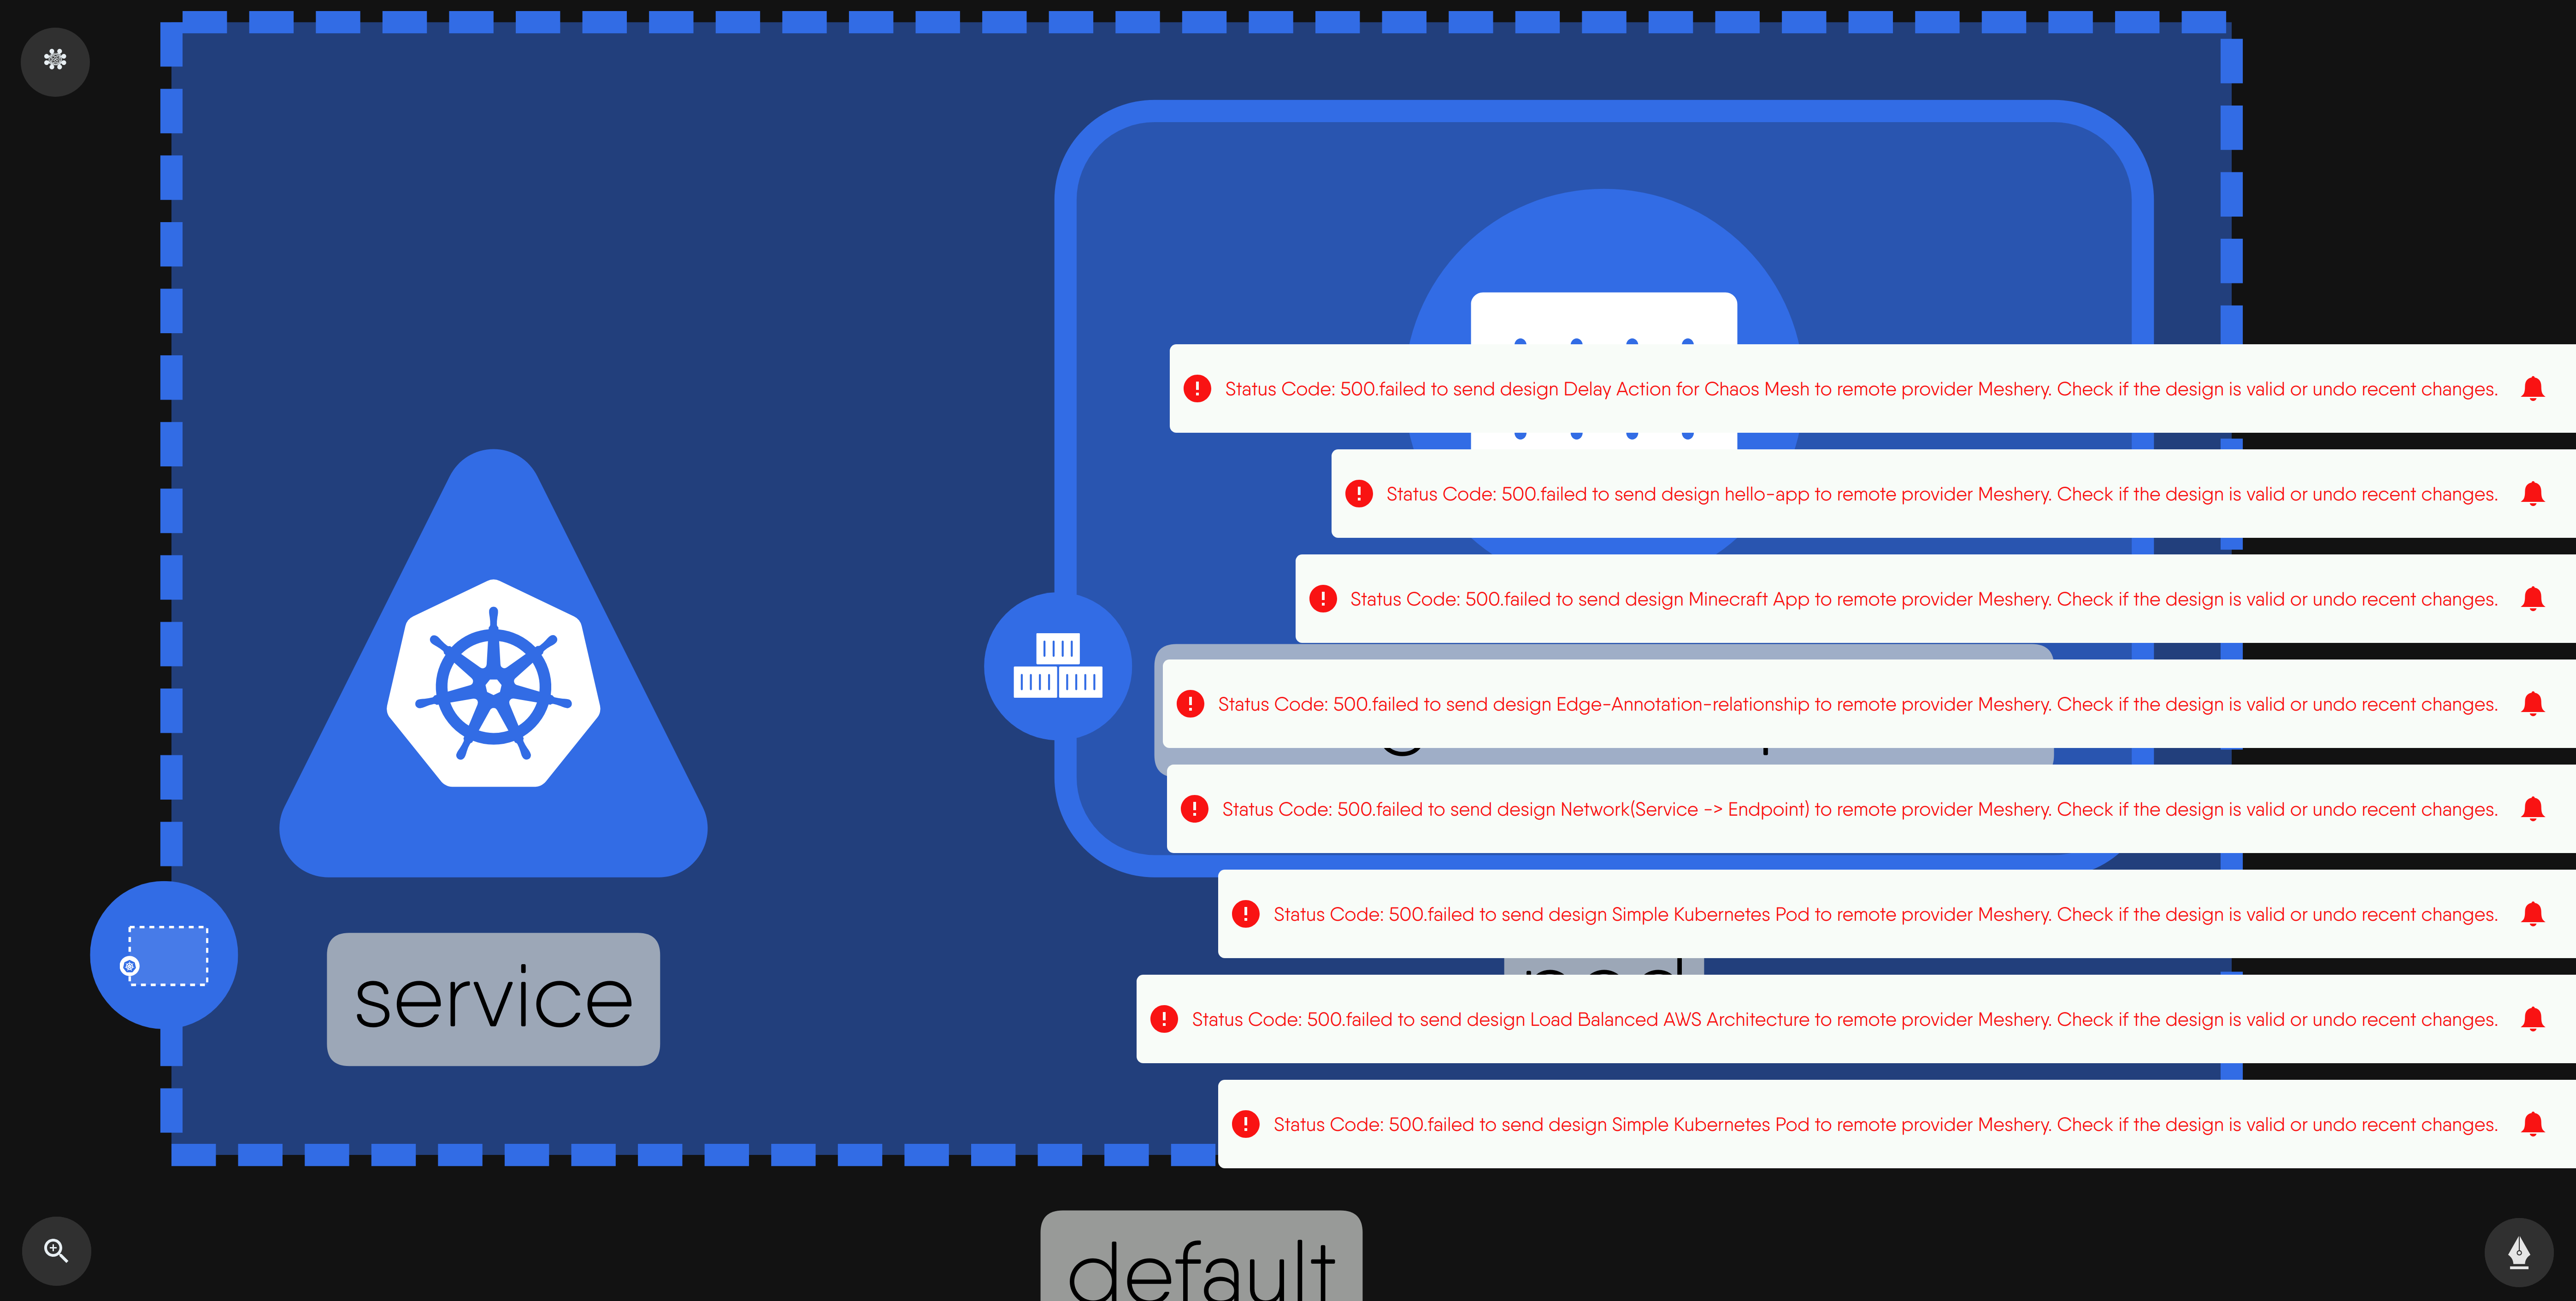 Status Code: 500.failed to send design Delay Action for Chaos Mesh to remote provider Meshery. Check if the design is valid or undo recent changes.
Status Code: 500.failed to send design hello-app to remote provider Meshery. Check if the design is valid or undo recent changes.
Status Code: 500.failed to send design Minecraft App to remote provider Meshery. Check if the design is valid or undo recent changes.
Status Code: 500.failed to send design Edge-Annotation-relationship to remote provider Meshery. Check if the design is valid or undo recent changes.
Status Code: 500.failed to send design Network(Service -> Endpoint) to remote provider Meshery. Check if the design is valid or undo recent changes.
Status Code: 500.failed to send design Simple Kubernetes Pod to remote provider Meshery. Check if the design is valid or undo recent changes.
service
pod
Status Code: 500.failed to send design Load Balanced AWS Architecture to remote provider Meshery. Check if the design is valid or undo recent changes.
Status Code: 500.failed to send design Simple Kubernetes Pod to remote provider Meshery. Check if the design is valid or undo recent changes.
default